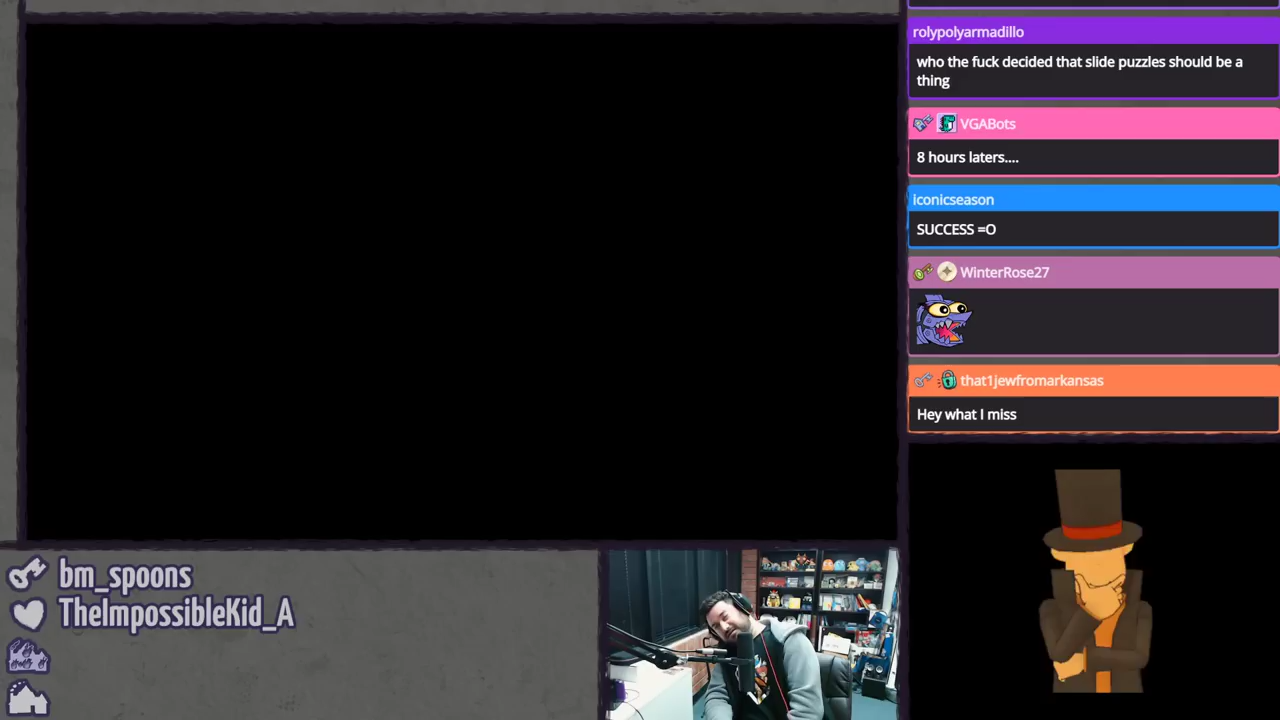 rolypolyarmadillo
who the fuck decided that slide puzzles should be a
thing
VGABots
8 hours laters....
iconicseason
SUCCESS =O
WinterRose27
that1jewfromarkansas
Hey what I miss
bm_spoons
TheImpossibleKid_A